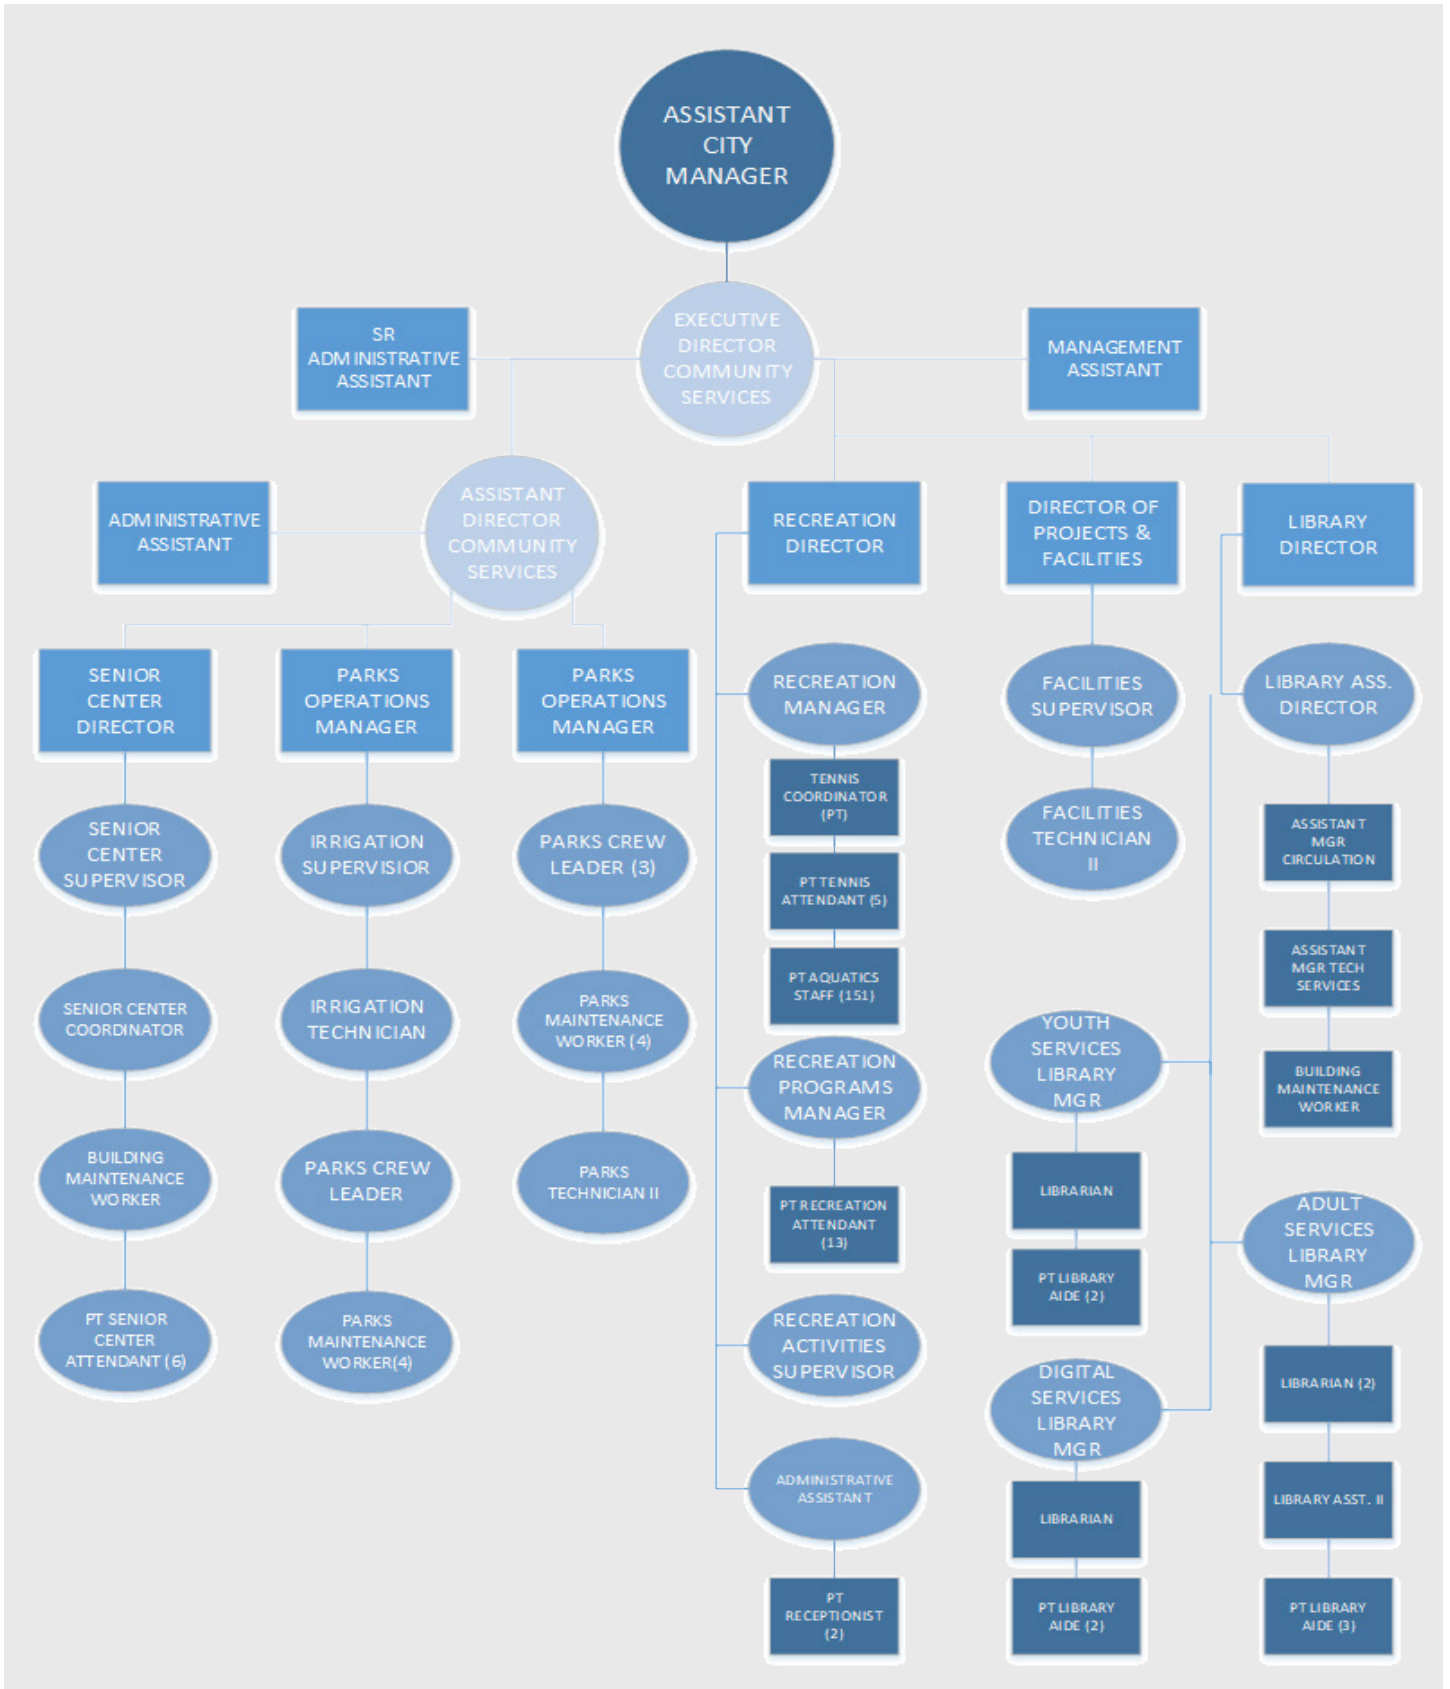 ASSISTANT
CITY
MANAGER
EXECUTIVE
DIRECTOR
COMMUNITY
SERVICES
SR
ADMINISTRATIVE
ASSISTANT
MANAGEMENT
ASSISTANT
ADMINISTRATIVE
ASSISTANT
ASSISTANT
DIRECTOR
COMMUNITY
SERVICES
RECREATION
DIRECTOR
DIRECTOR OF
PROJECTS &
FACILITIES
LIBRARY
DIRECTOR
SENIOR
CENTER
DIRECTOR
SENIOR
CENTER
SUPERVISOR
SENIOR CENTER
COORDINATOR
BUILDING
MAINTENANCE
WORKER
PT SENIOR
CENTER
ATTENDANT (6)
PARKS
OPERATIONS
MANAGER
IRRIGATION
SUPERVISIOR
IRRIGATION
TECHNICIAN
PARKS CREW
LEADER
PARKS
MAINTENANCE
WORKER(4)
PARKS
OPERATIONS
MANAGER
PARKS CREW
LEADER (3)
PARKS
MAINTENANCE
WORKER (4)
PARKS
TECHNICIAN II
RECREATION
MANAGER
TENNIS
COORDINATOR
(PT)
PT TENNIS
ATTENDANT (5)
PT AQUATICS
STAFF (151)
RECREATION
PROGRAMS
MANAGER
PT RECREATION
ATTENDANT
(13)
RECREATION
ACTIVITIES
SUPERVISOR
ADMINISTRATIVE
ASSISTANT
PT
RECEPTIONIST
(2)
FACILITIES
SUPERVISOR
FACILITIES
TECHNICIAN
II
YOUTH
SERVICES
LIBRARY
MGR
LIBRARIAN
PT LIBRARY
AIDE (2)
DIGITAL
SERVICES
LIBRARY
MGR
LIBRARIAN
PT LIBRARY
AIDE (2)
LIBRARY ASS.
DIRECTOR
ASSISTANT
MGR
CIRCULATION
ASSISTANT
MGR TECH
SERVICES
BUILDING
MAINTENANCE
WORKER
ADULT
SERVICES
LIBRARY
MGR
LIBRARIAN (2)
LIBRARY ASST. II
PT LIBRARY
AIDE (3)